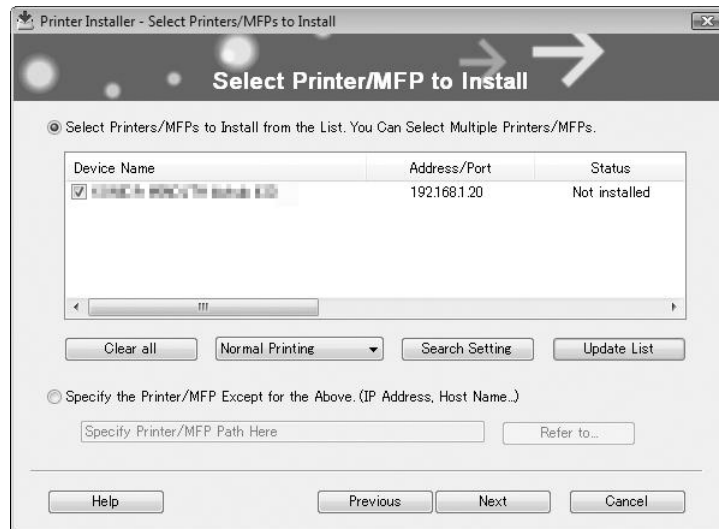 Printer Installer - Select Printers/MFPs to Install
Select Printer/MFP to Install
Select Printers/MFPs to Install from the List. You Can Select Multiple Printers/MFPs.
Device Name Address/Port Status
192.168.1.20 Not installed
Clear all Normal Printing Search Setting Update List
Specify the Printer/MFP Except for the Above. (IP Address, Host Name...)
Specify Printer/MFP Path Here Refer to...
Help Previous Next Cancel